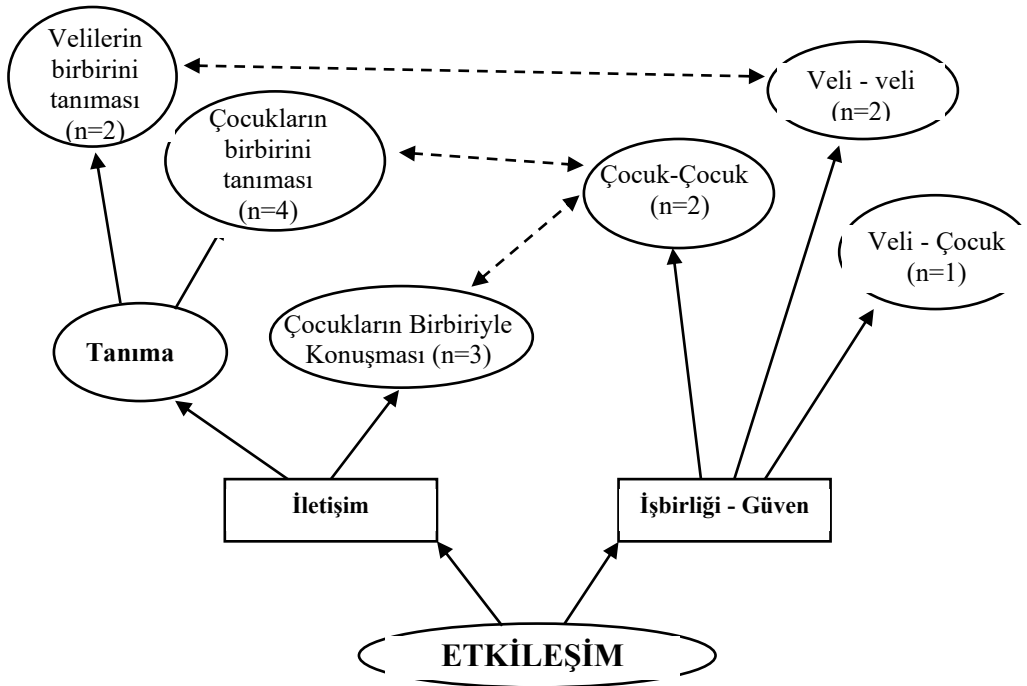 Velilerin
birbirini
tanıması
(n=2)
Veli - veli
(n=2)
Çocukların
birbirini
tanıması
(n=4)
Çocuk-Çocuk
(n=2)
Veli - Çocuk
(n=1)
Çocukların Birbiriyle
Konuşması (n=3)
Tanıma
İletişim
İşbirliği - Güven
ETKİLEŞİM